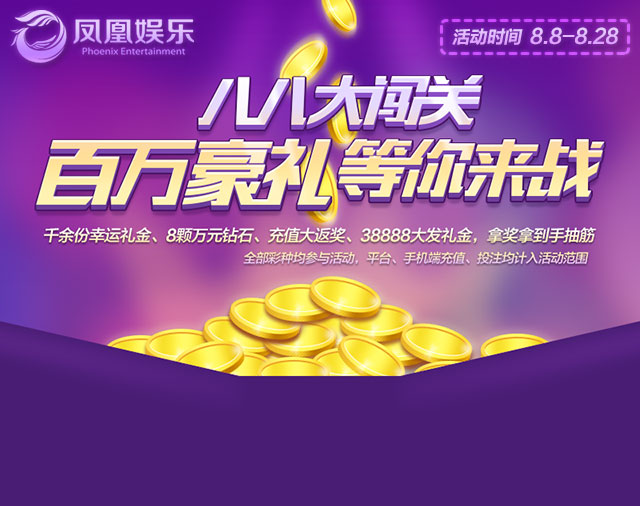 凤凰娱乐
Phoenix Entertainment
活动时间 8.8-8.28
八八大闯关
百万豪礼 等你来战
千余份幸运礼金、8颗万元钻石、充值大返奖、38888大发礼金，拿奖拿到手抽筋
全部彩种均参与活动，平台、手机端充值、投注均计入活动范围